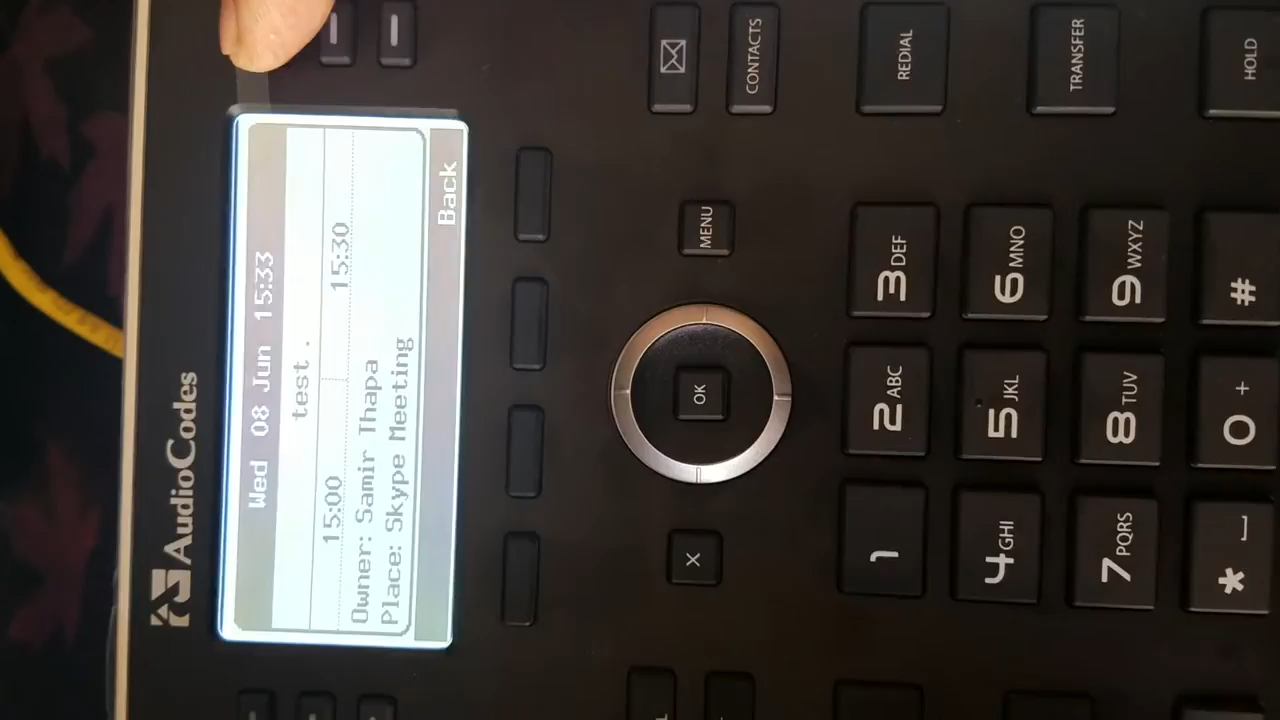 AudioCodes
Wed 08 Jun 15:33
test .
15:00 15:30
Owner: Samir Thapa
Place: Skype Meeting
Back
CONTACTS
REDIAL
TRANSFER
HOLD
MENU
OK
X
1
2 ABC
3 DEF
4 GHI
5 JKL
6 MNO
7 PQRS
8 TUV
9 WXYZ
*
0 +
#